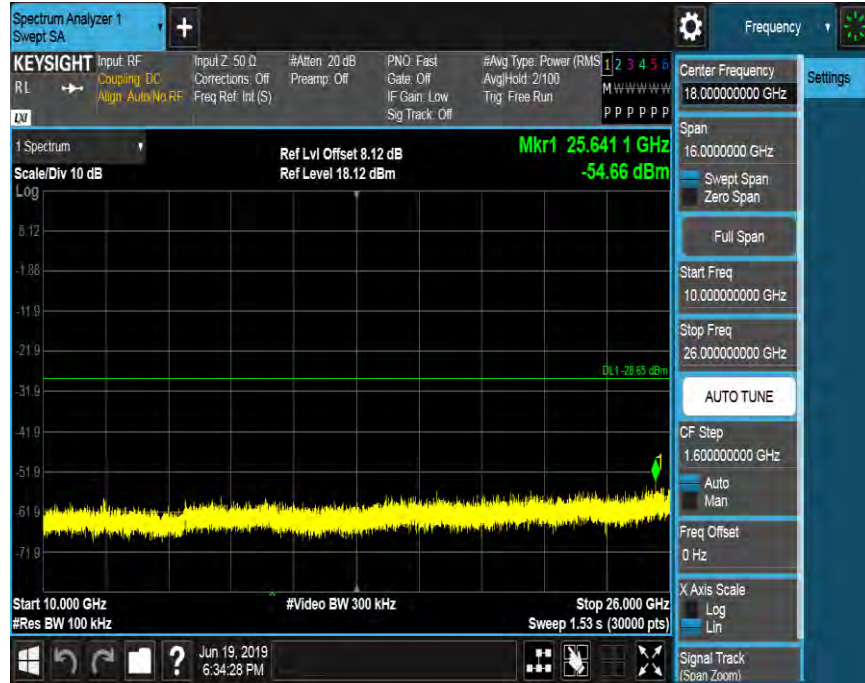 Spectrum Analyzer 1
Swept SA
+
Frequency
KEYSIGHT
RL
LXI
Input: RF
Coupling: DC
Align: Auto/No RF
Input Z: 50 Ω
Corrections: Off
Freq Ref: Int (S)
#Atten: 20 dB
Preamp: Off
PNO: Fast
Gate: Off
IF Gain: Low
Sig Track: Off
#Avg Type: Power (RMS
Avg|Hold: 2/100
Trig: Free Run
1 2 3 4 5 6
M W W W W W
P P P P P P
1 Spectrum
Scale/Div 10 dB
Ref Lvl Offset 8.12 dB
Ref Level 18.12 dBm
Mkr1 25.641 1 GHz
-54.66 dBm
Log
8.12
-1.88
-11.9
-21.9
DL1 -28.65 dBm
-31.9
-41.9
-51.9
1
-61.9
-71.9
Start 10.000 GHz
#Res BW 100 kHz
#Video BW 300 kHz
Stop 26.000 GHz
Sweep 1.53 s (30000 pts)
?
Jun 19, 2019
6:34:28 PM
Center Frequency
18.000000000 GHz
Settings
Span
16.0000000 GHz
Swept Span
Zero Span
Full Span
Start Freq
10.000000000 GHz
Stop Freq
26.000000000 GHz
AUTO TUNE
CF Step
1.600000000 GHz
Auto
Man
Freq Offset
0 Hz
X Axis Scale
Log
Lin
Signal Track
(Span Zoom)